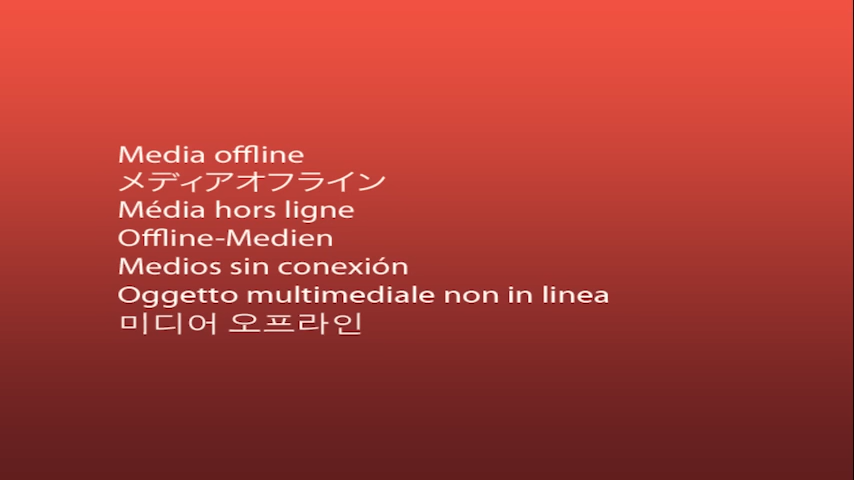 Media offline
メディアオフライン
Média hors ligne
Offline-Medien
Medios sin conexión
Oggetto multimediale non in linea
미디어 오프라인